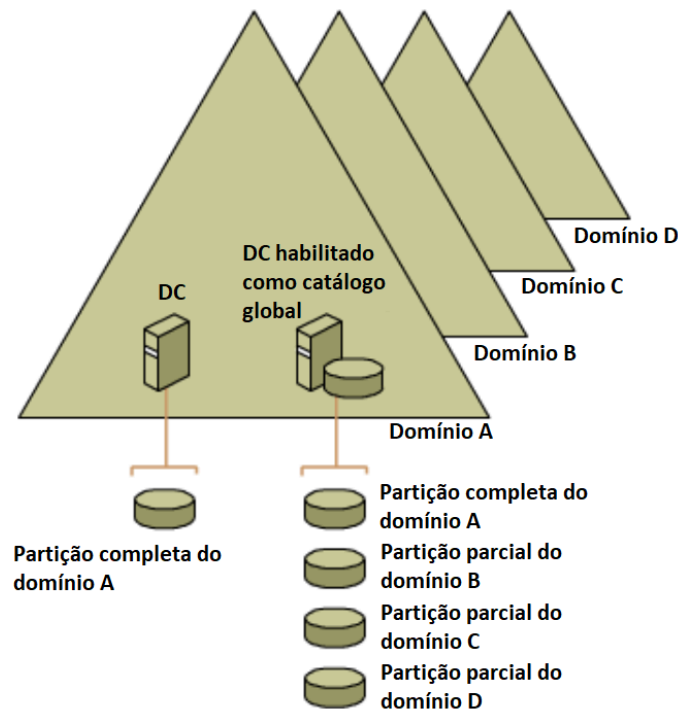 Domínio D
DC habilitado
como catálogo
global
Domínio C
DC
Domínio B
Domínio A
Partição completa do
domínio A
Partição completa do
domínio A
Partição parcial do
domínio B
Partição parcial do
domínio C
Partição parcial do
domínio D